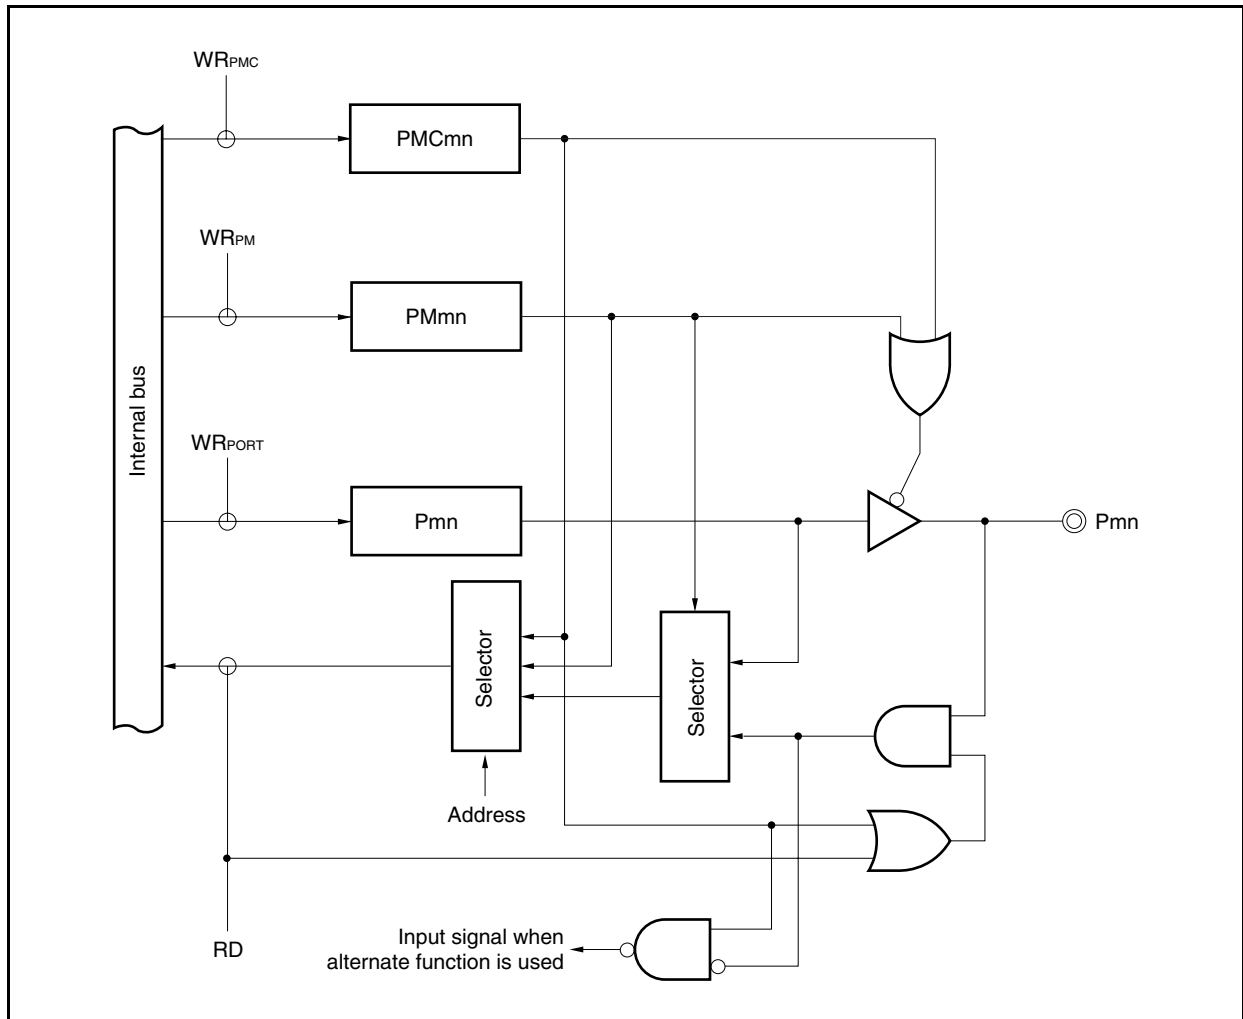 WRPMC
PMCmn
WRPM
PMmn
Internal bus
WRPORT
Pmn
Pmn
Selector
Selector
Address
RD
Input signal when
alternate function is used